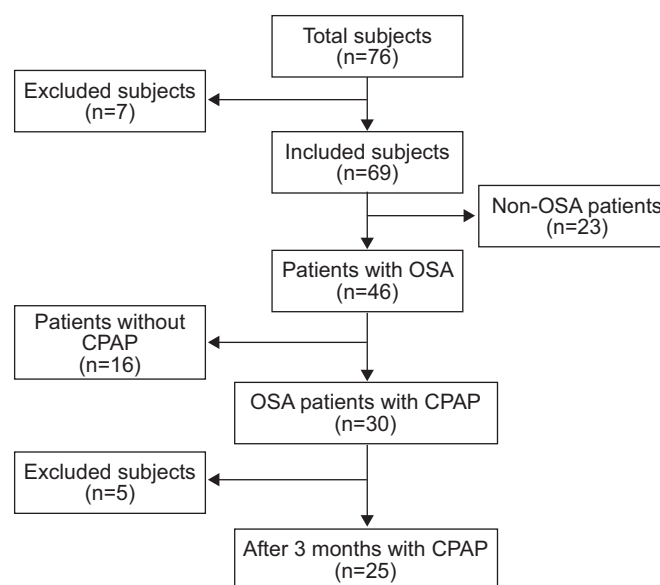 Total subjects
(n=76)
Excluded subjects
(n=7)
Included subjects
(n=69)
Non-OSA patients
(n=23)
Patients with OSA
(n=46)
Patients without
CPAP
(n=16)
OSA patients with CPAP
(n=30)
Excluded subjects
(n=5)
After 3 months with CPAP
(n=25)